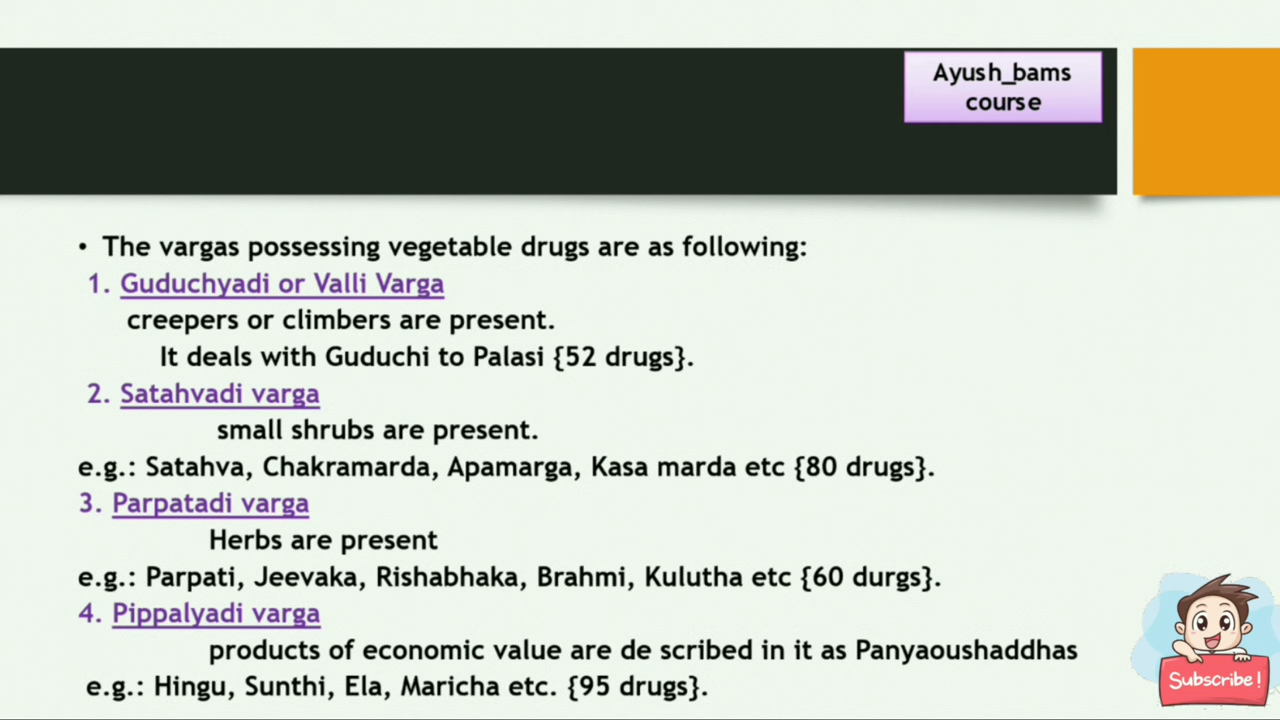 Ayush_bams
course
• The vargas possessing vegetable drugs are as following:
1. Guduchyadi or Valli Varga
creepers or climbers are present.
It deals with Guduchi to Palasi {52 drugs}.
2. Satahvadi varga
small shrubs are present.
e.g.: Satahva, Chakramarda, Apamarga, Kasa marda etc {80 drugs}.
3. Parpatadi varga
Herbs are present
e.g.: Parpati, Jeevaka, Rishabhaka, Brahmi, Kulutha etc {60 durgs}.
4. Pippalyadi varga
products of economic value are de scribed in it as Panyaoushaddhas
e.g.: Hingu, Sunthi, Ela, Maricha etc. {95 drugs}.
Subscribe!